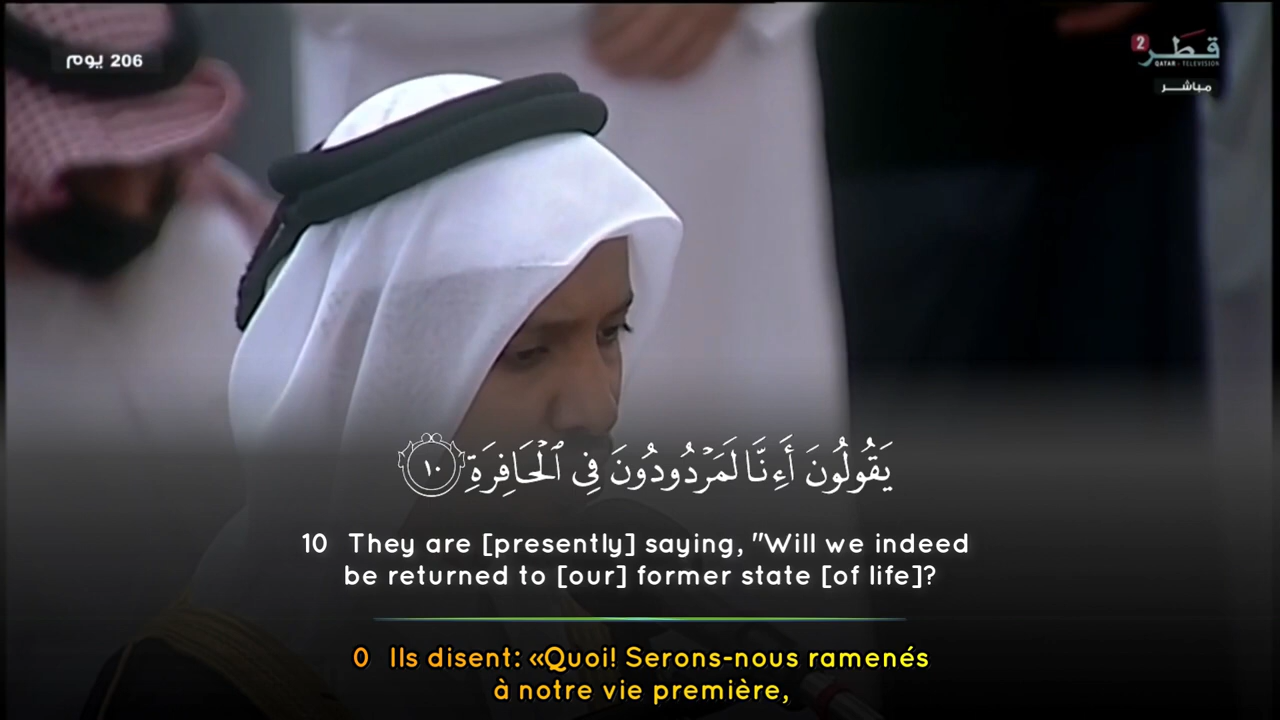 206 يوم
2 قطر
QATAR - TELEVISION
مباشر
يَقُولُونَ أَءِنَّا لَمَرْدُودُونَ فِى ٱلْحَافِرَةِ ١٠
10 They are [presently] saying, "Will we indeed
be returned to [our] former state [of life]?
0 Ils disent: «Quoi! Serons-nous ramenés
à notre vie première,